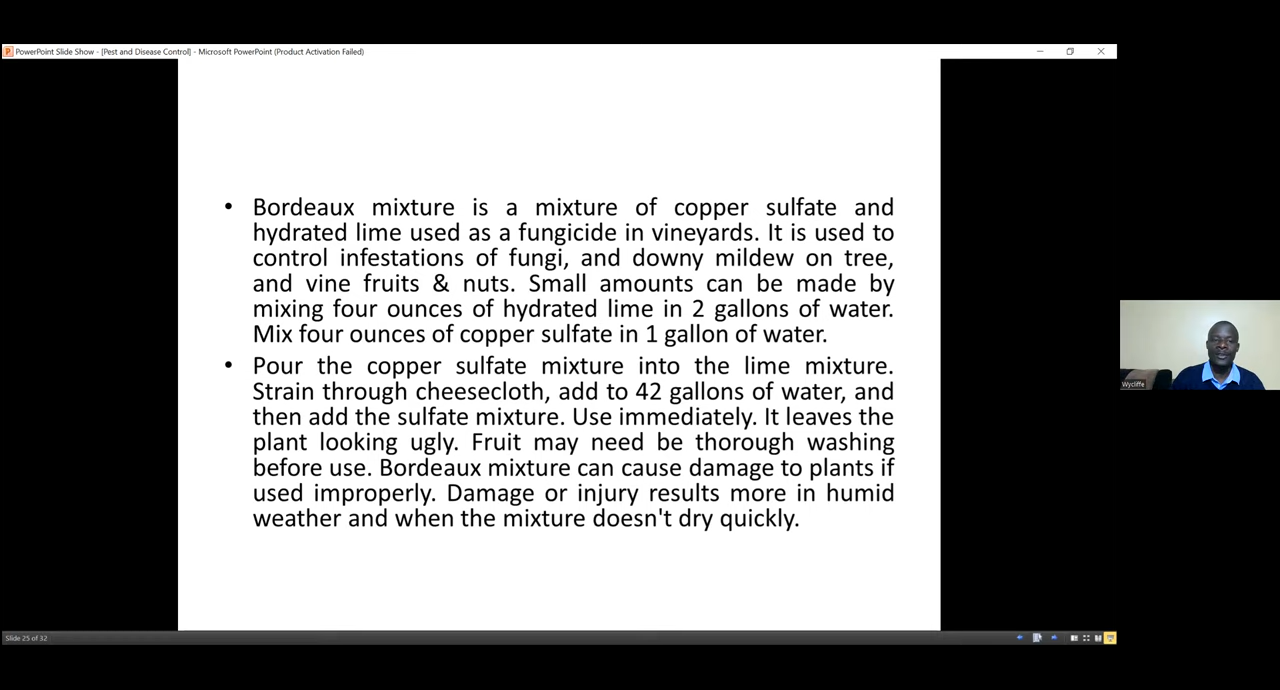 PowerPoint Slide Show - [Pest and Disease Control] - Microsoft PowerPoint (Product Activation Failed)
• Bordeaux mixture is a mixture of copper sulfate and
hydrated lime used as a fungicide in vineyards. It is used to
control infestations of fungi, and downy mildew on tree,
and vine fruits & nuts. Small amounts can be made by
mixing four ounces of hydrated lime in 2 gallons of water.
Mix four ounces of copper sulfate in 1 gallon of water.
• Pour the copper sulfate mixture into the lime mixture.
Strain through cheesecloth, add to 42 gallons of water, and
then add the sulfate mixture. Use immediately. It leaves the
plant looking ugly. Fruit may need be thorough washing
before use. Bordeaux mixture can cause damage to plants if
used improperly. Damage or injury results more in humid
weather and when the mixture doesn't dry quickly.
Wycliffe
Slide 25 of 32